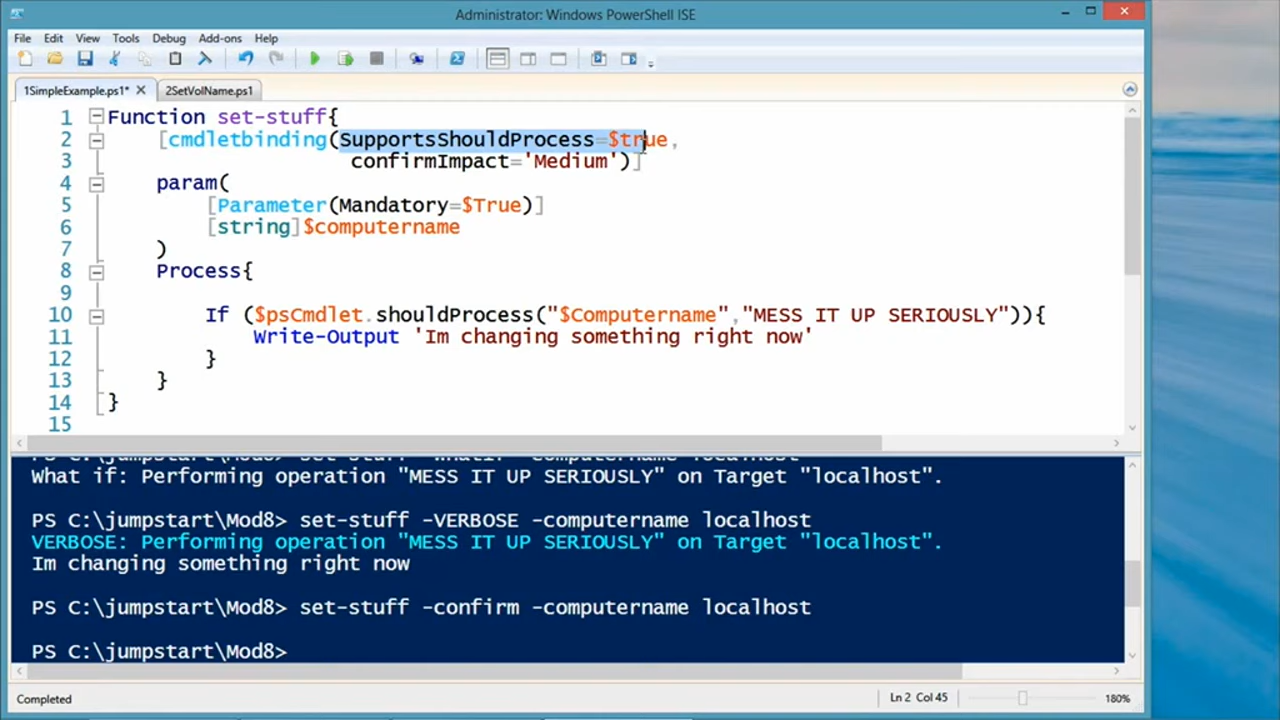 Administrator: Windows PowerShell ISE
File Edit View Tools Debug Add-ons Help
1SimpleExample.ps1* 2SetVolName.ps1
1 Function set-stuff{
2 [cmdletbinding(SupportsShouldProcess=$true,
3 confirmImpact='Medium')]
4 param(
5 [Parameter(Mandatory=$True)]
6 [string]$computername
7 )
8 Process{
9
10 If ($psCmdlet.shouldProcess("$Computername","MESS IT UP SERIOUSLY")){
11 Write-Output 'Im changing something right now'
12 }
13 }
14 }
15
What if: Performing operation "MESS IT UP SERIOUSLY" on Target "localhost".
PS C:\jumpstart\Mod8> set-stuff -VERBOSE -computername localhost
VERBOSE: Performing operation "MESS IT UP SERIOUSLY" on Target "localhost".
Im changing something right now
PS C:\jumpstart\Mod8> set-stuff -confirm -computername localhost
PS C:\jumpstart\Mod8>
Completed Ln 2 Col 45 180%